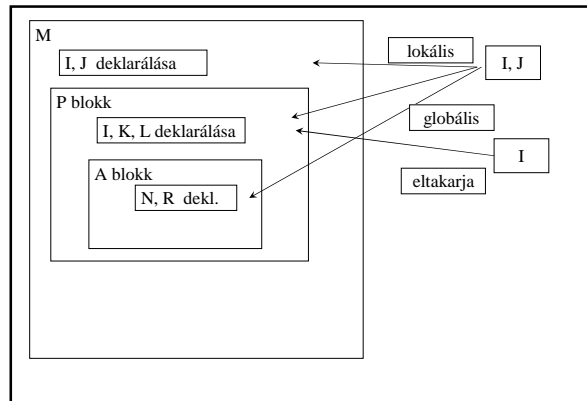 M
I, J deklarálása
P blokk
I, K, L deklarálása
A blokk
N, R dekl.
lokális
I, J
globális
I
eltakarja